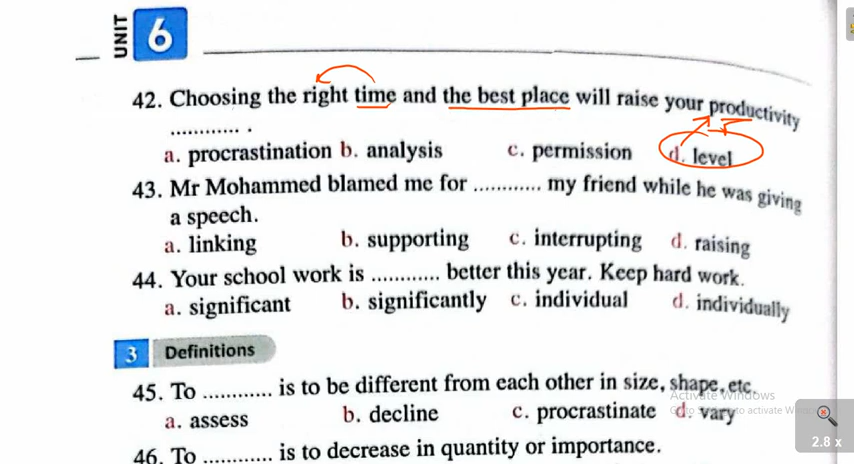 UNIT 6
42. Choosing the right time and the best place will raise your productivity
............ .
a. procrastination b. analysis c. permission d. level
43. Mr Mohammed blamed me for ............ my friend while he was giving
a speech.
a. linking b. supporting c. interrupting d. raising
44. Your school work is ............ better this year. Keep hard work.
a. significant b. significantly c. individual d. individually
3 Definitions
45. To ............ is to be different from each other in size, shape, etc.
Activate Windows
a. assess b. decline c. procrastinate d. vary
46. To ............ is to decrease in quantity or importance.
2.8 x